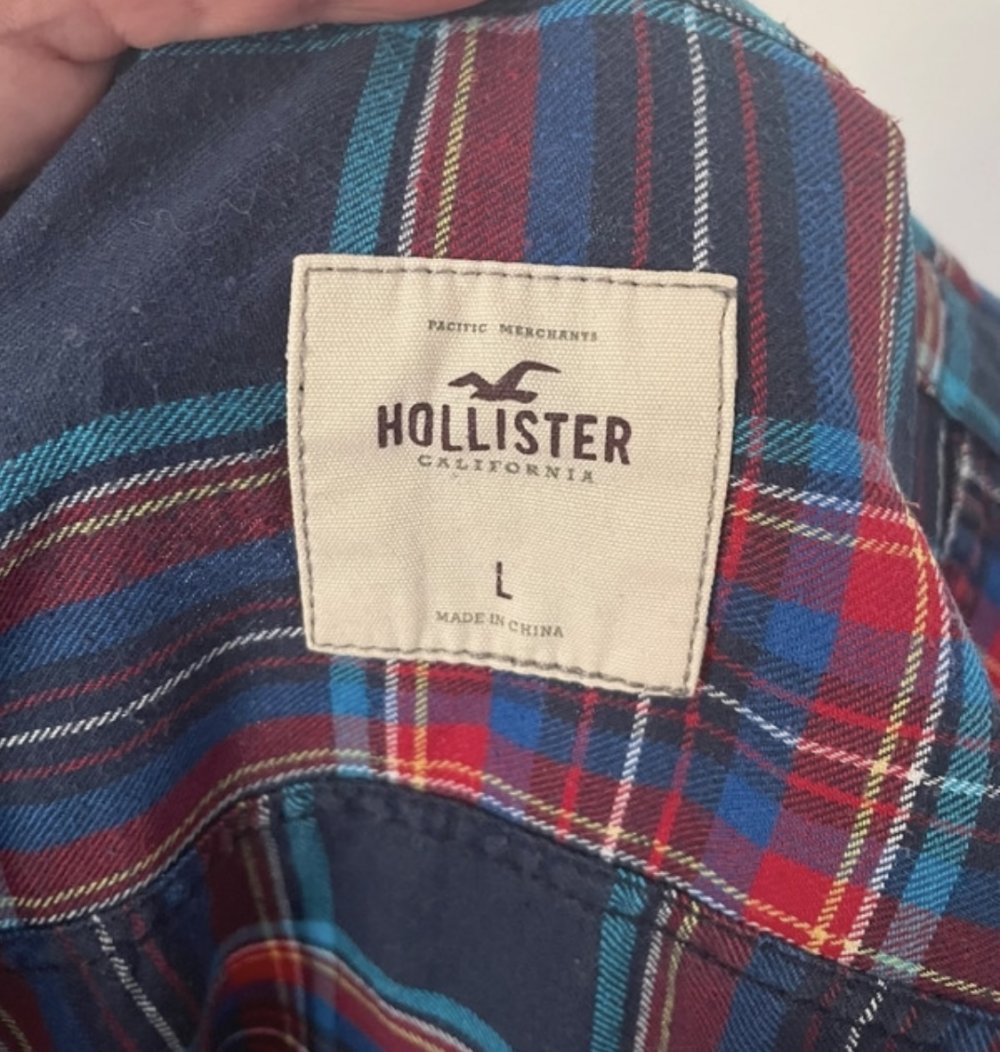 PACIFIC MERCHANTS
HOLLISTER
CALIFORNIA
L
MADE IN CHINA